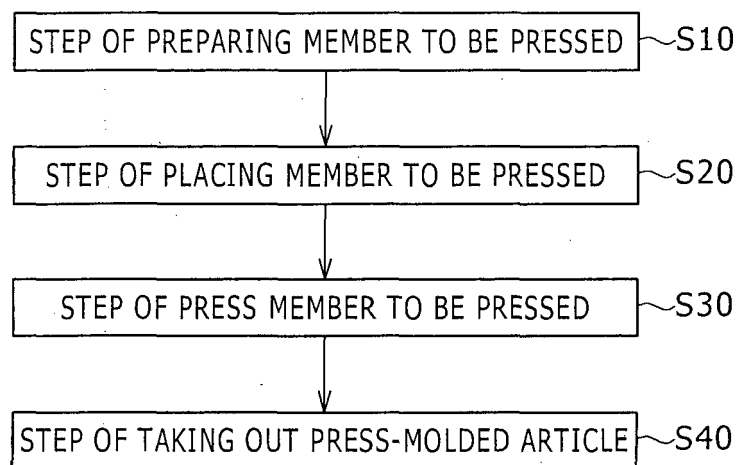 STEP OF PREPARING MEMBER TO BE PRESSED S10
STEP OF PLACING MEMBER TO BE PRESSED S20
STEP OF PRESS MEMBER TO BE PRESSED S30
STEP OF TAKING OUT PRESS-MOLDED ARTICLE S40